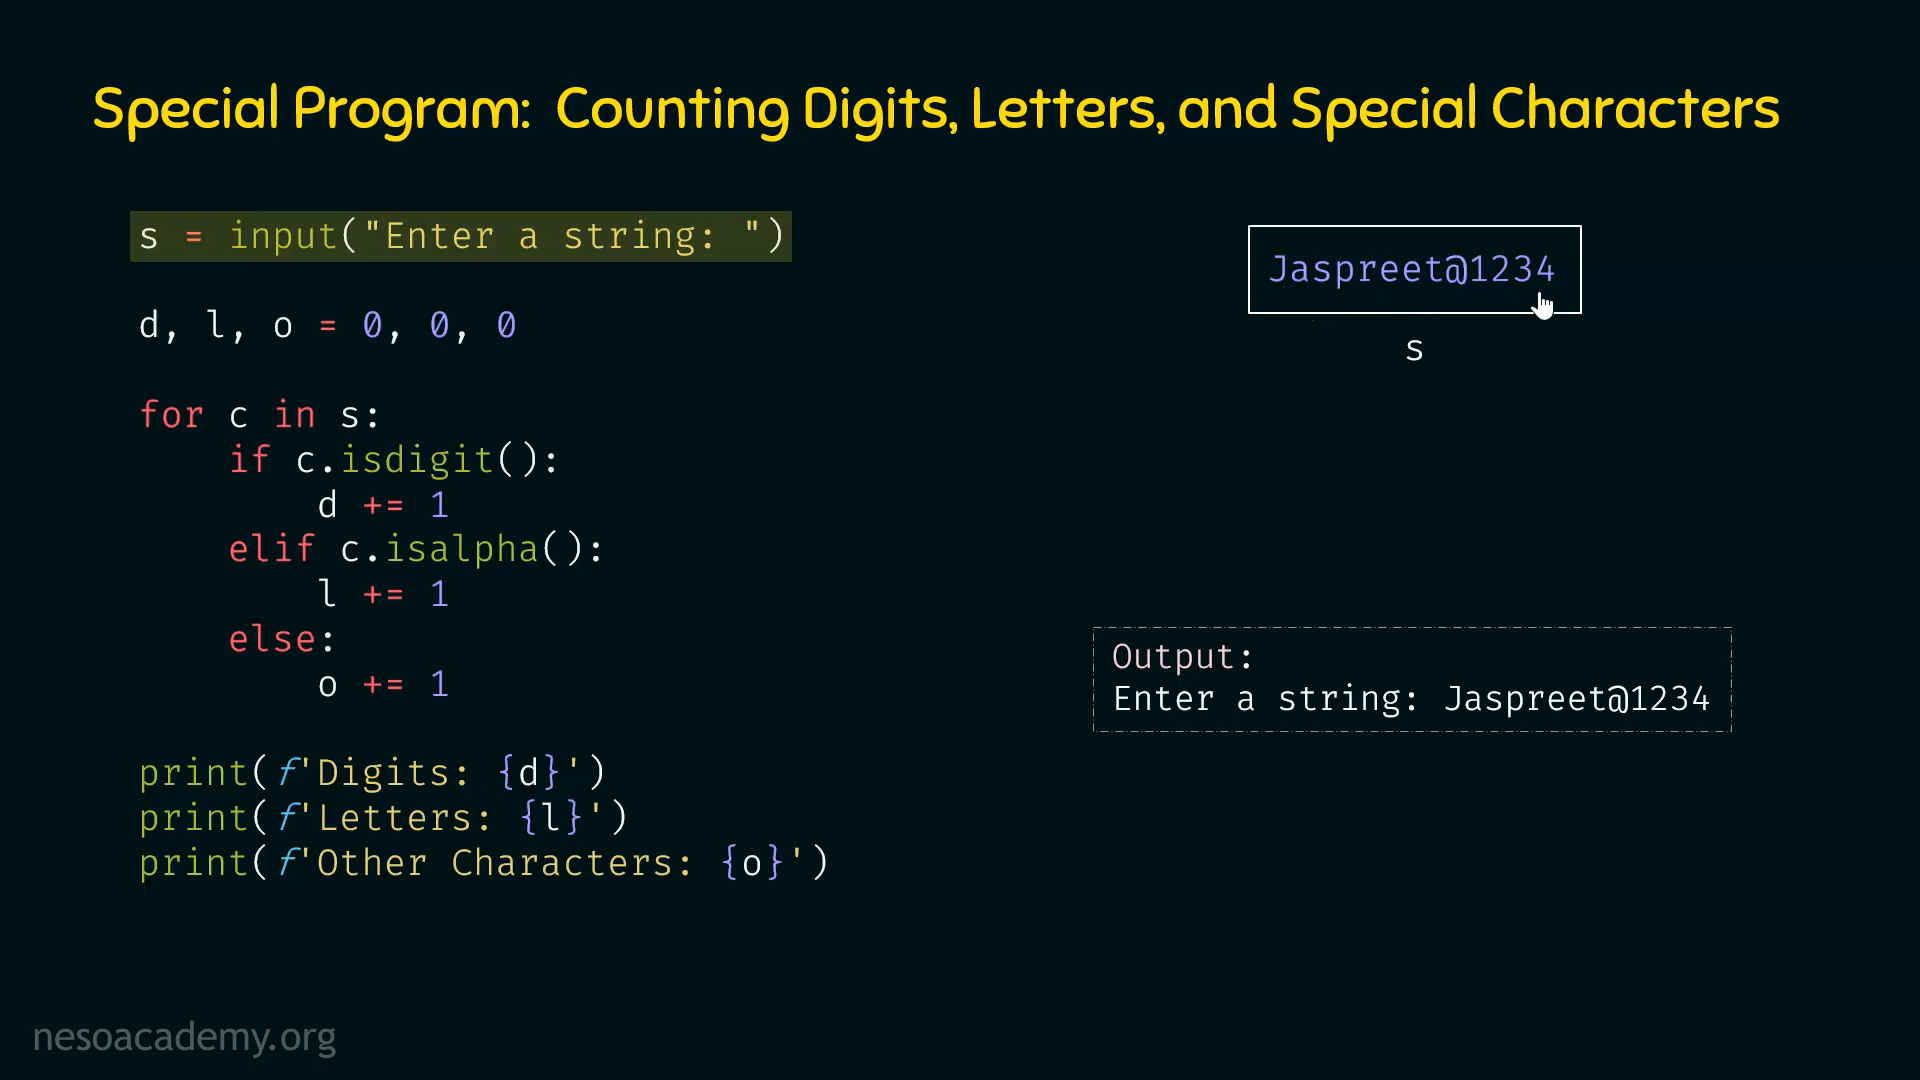 Special Program: Counting Digits, Letters, and Special Characters
s = input("Enter a string: ")
d, l, o = 0, 0, 0
for c in s:
    if c.isdigit():
        d += 1
    elif c.isalpha():
        l += 1
    else:
        o += 1
print(f'Digits: {d}')
print(f'Letters: {l}')
print(f'Other Characters: {o}')
Jaspreet@1234
s
Output:
Enter a string: Jaspreet@1234
nesoacademy.org